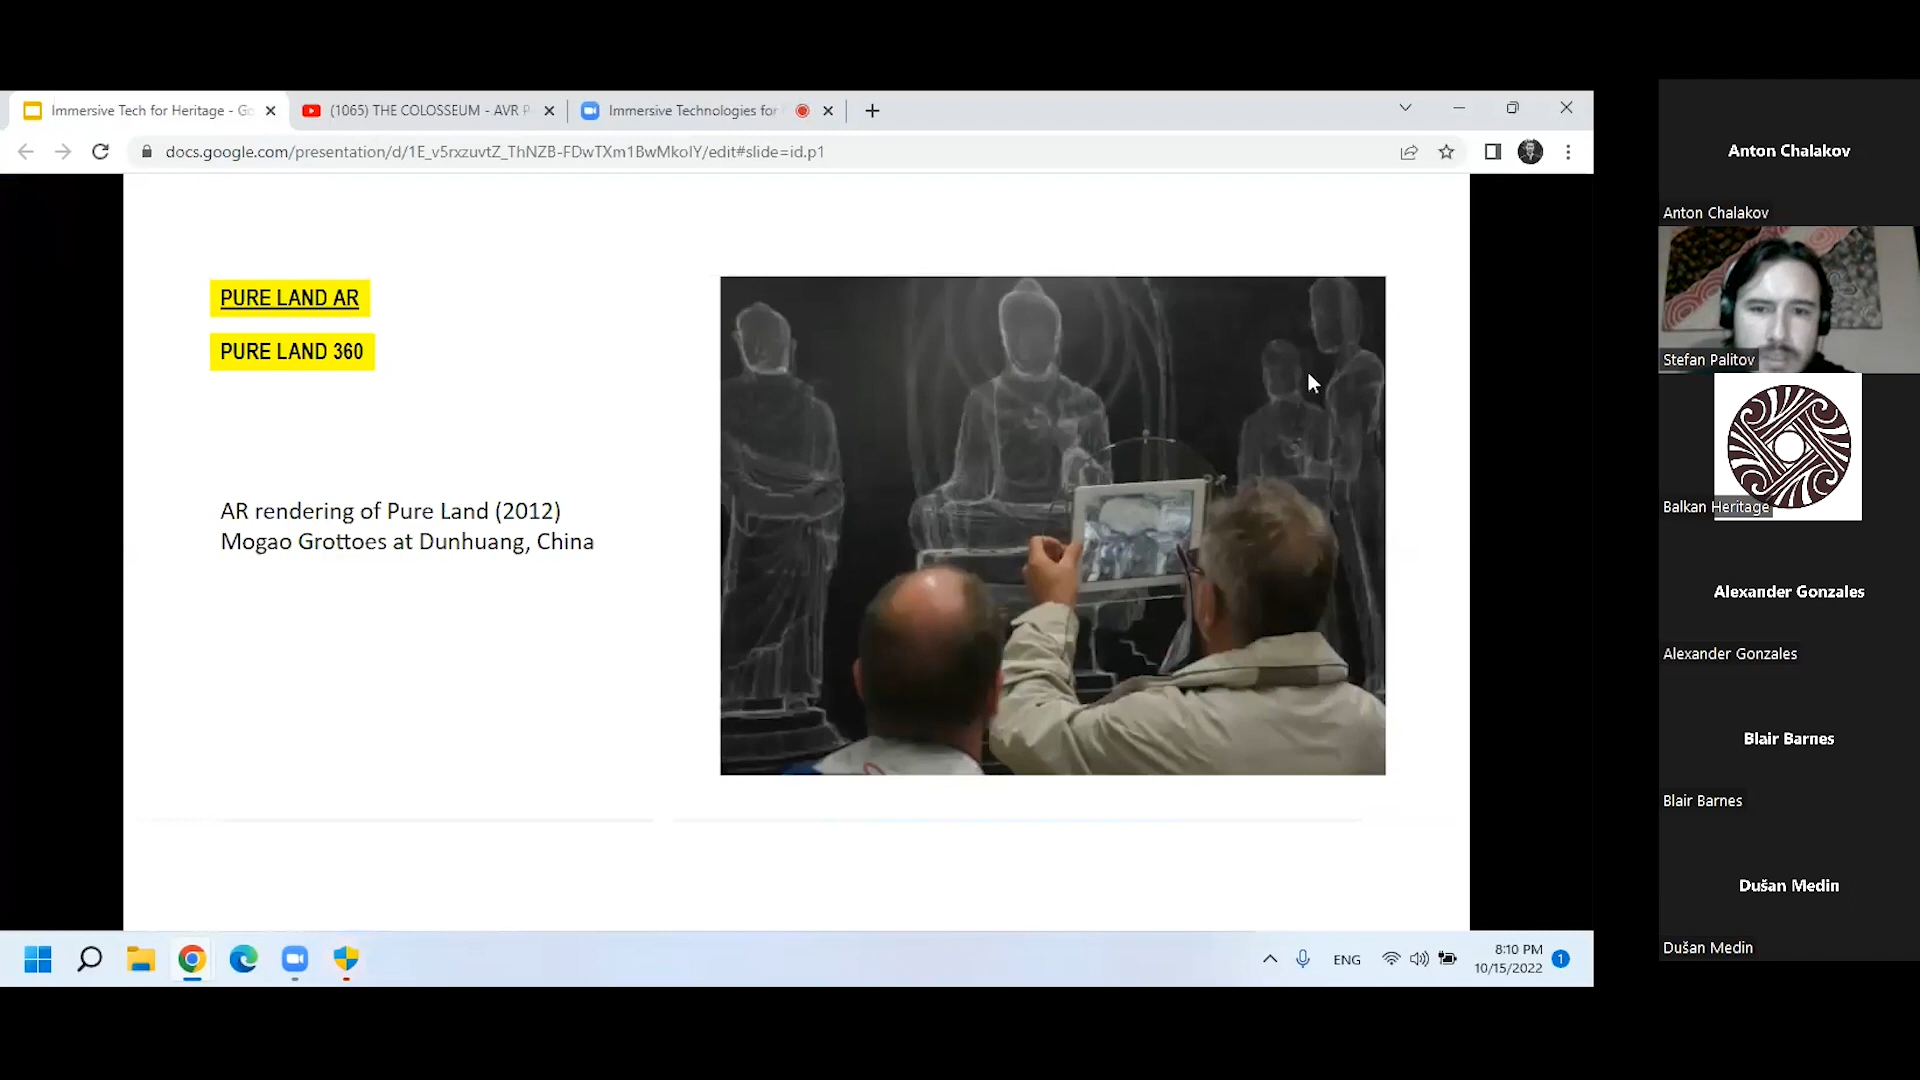 Immersive Tech for Heritage - Go
(1065) THE COLOSSEUM - AVR P
Immersive Technologies for
docs.google.com/presentation/d/1E_v5rxzuvtZ_ThNZB-FDwTXm1BwMkolY/edit#slide=id.p1
PURE LAND AR
PURE LAND 360
AR rendering of Pure Land (2012)
Mogao Grottoes at Dunhuang, China
ENG
8:10 PM
10/15/2022
1
Anton Chalakov
Anton Chalakov
Stefan Palitov
Balkan Heritage
Alexander Gonzales
Alexander Gonzales
Blair Barnes
Blair Barnes
Dušan Medin
Dušan Medin